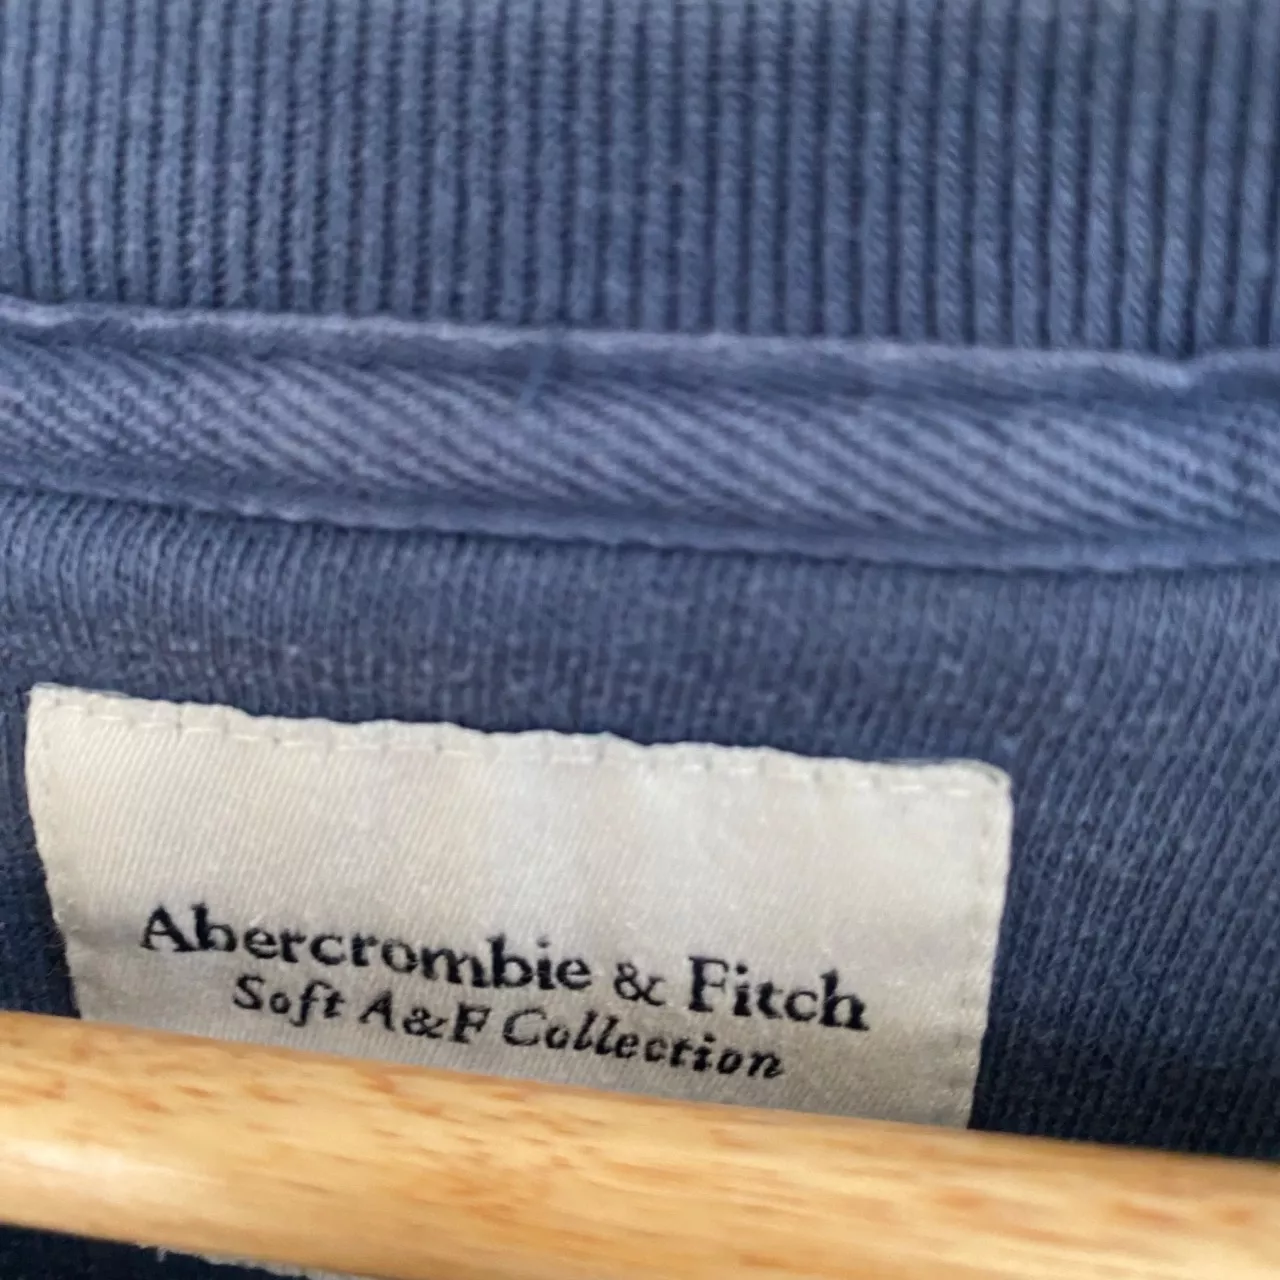 Abercrombie & Fitch
Soft A&F Collection